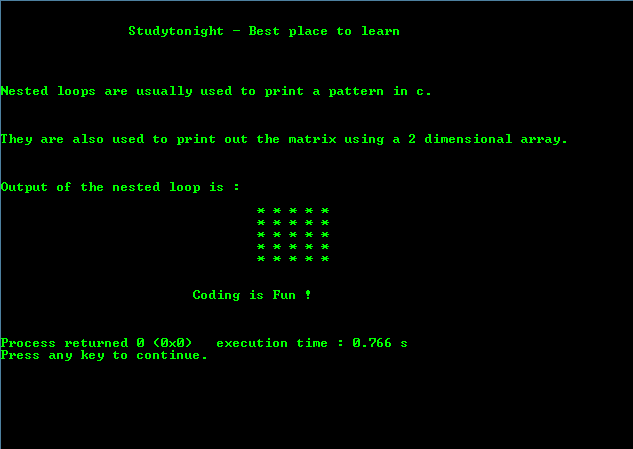 Studytonight - Best place to learn
Nested loops are usually used to print a pattern in c.
They are also used to print out the matrix using a 2 dimensional array.
Output of the nested loop is :
* * * * *
* * * * *
* * * * *
* * * * *
* * * * *
Coding is Fun !
Process returned 0 (0x0)   execution time : 0.766 s
Press any key to continue.